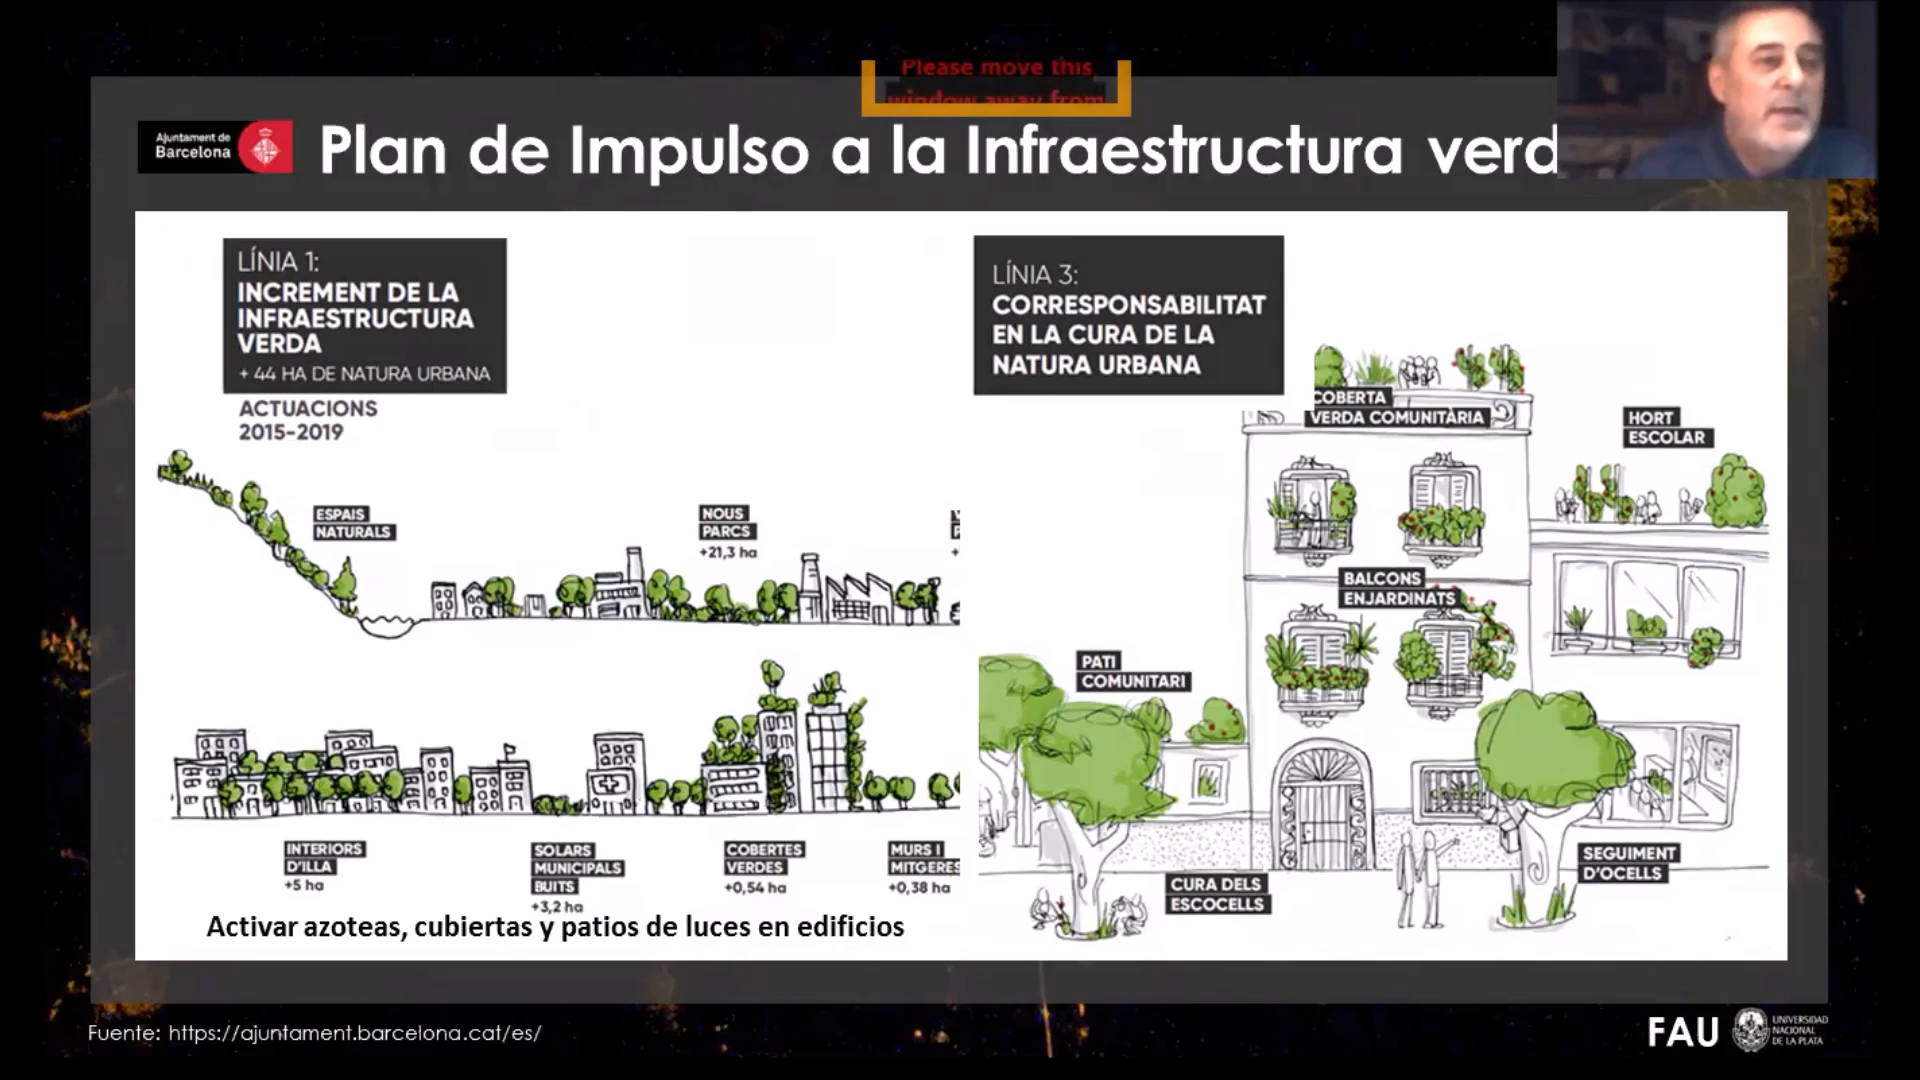 Please move this
window away from
Ajuntament de
Barcelona
Plan de Impulso a la Infraestructura verd
LÍNIA 1:
INCREMENT DE LA
INFRAESTRUCTURA
VERDA
+ 44 HA DE NATURA URBANA
ACTUACIONS
2015-2019
ESPAIS
NATURALS
NOUS
PARCS
+21,3 ha
INTERIORS
D'ILLA
+5 ha
SOLARS
MUNICIPALS
BUITS
+3,2 ha
COBERTES
VERDES
+0,54 ha
MURS I
MITGERES
+0,38 ha
Activar azoteas, cubiertas y patios de luces en edificios
LÍNIA 3:
CORRESPONSABILITAT
EN LA CURA DE LA
NATURA URBANA
COBERTA
VERDA COMUNITÀRIA
HORT
ESCOLAR
BALCONS
ENJARDINATS
PATI
COMUNITARI
CURA DELS
ESCOCELLS
SEGUIMENT
D'OCELLS
Fuente: https://ajuntament.barcelona.cat/es/
FAU
UNIVERSIDAD
NACIONAL
DE LA PLATA